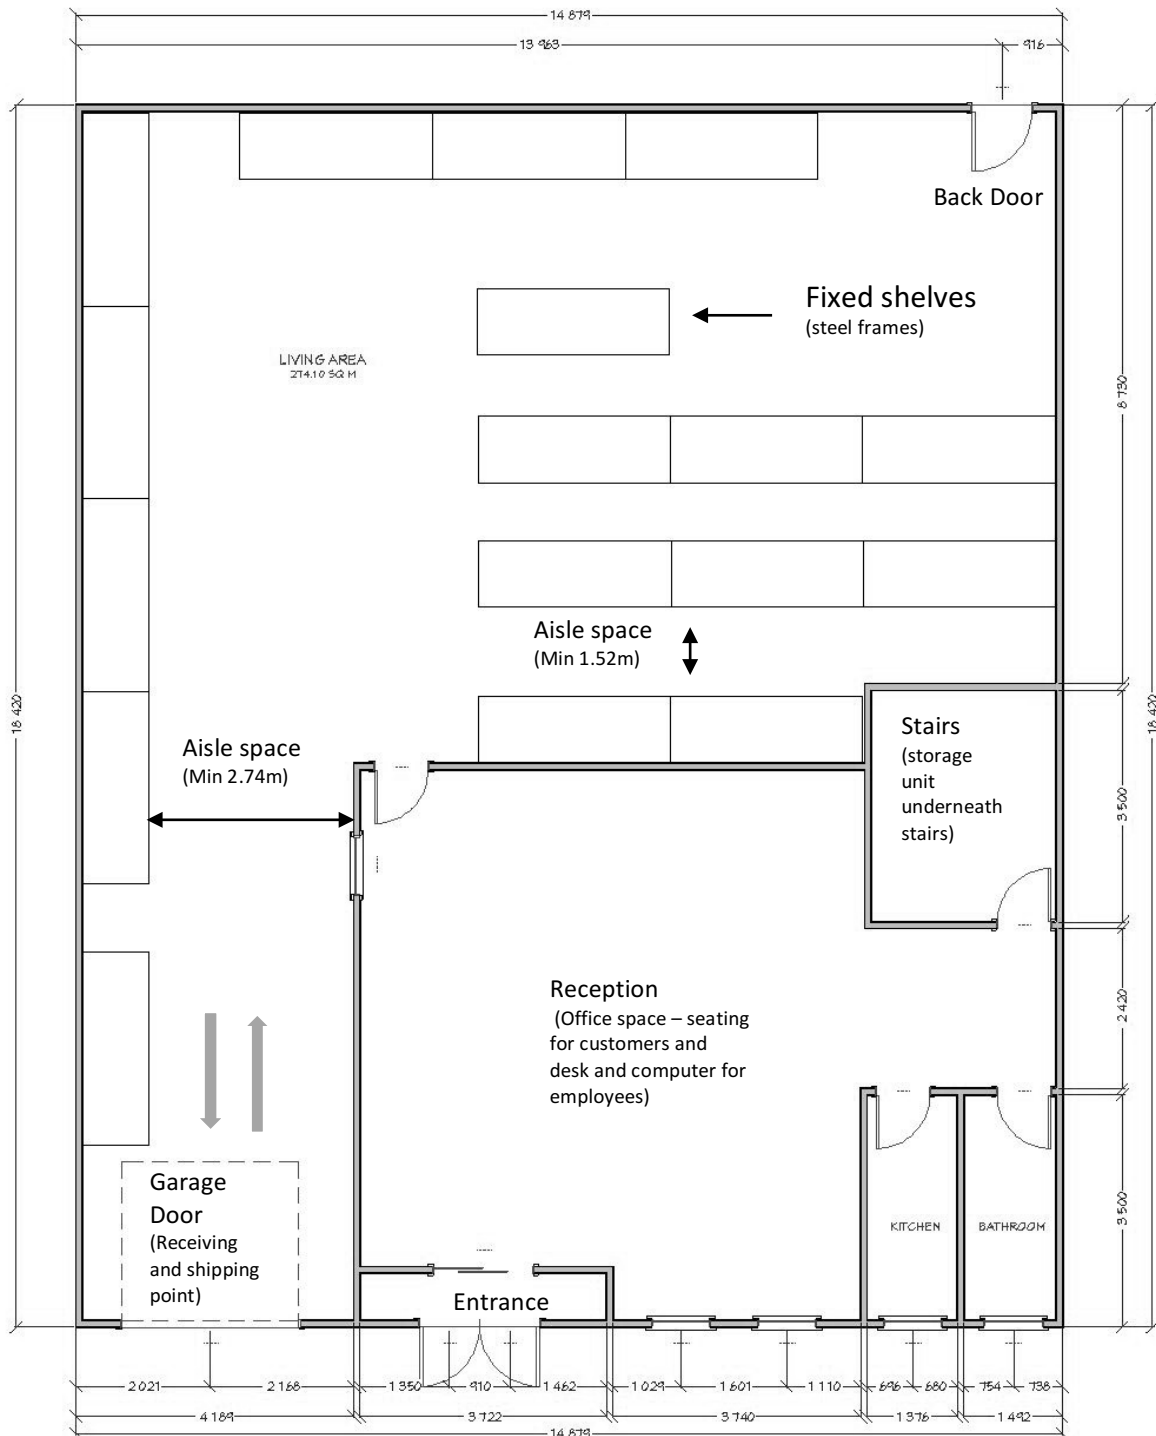 14 879
13 963
916
Back Door
Fixed shelves
(steel frames)
LIVING AREA
274.10 SQ M
8 730
Aisle space
(Min 1.52m)
18 420
18 420
Stairs
(storage
unit
underneath
stairs)
Aisle space
(Min 2.74m)
3 500
Reception
(Office space – seating
for customers and
desk and computer for
employees)
2 420
Garage
Door
(Receiving
and shipping
point)
KITCHEN
BATHROOM
3 500
Entrance
2 021
2 168
1 350
910
1 462
1 029
1 601
1 110
696
680
754
738
4 189
3 722
3 740
1 376
1 492
14 879